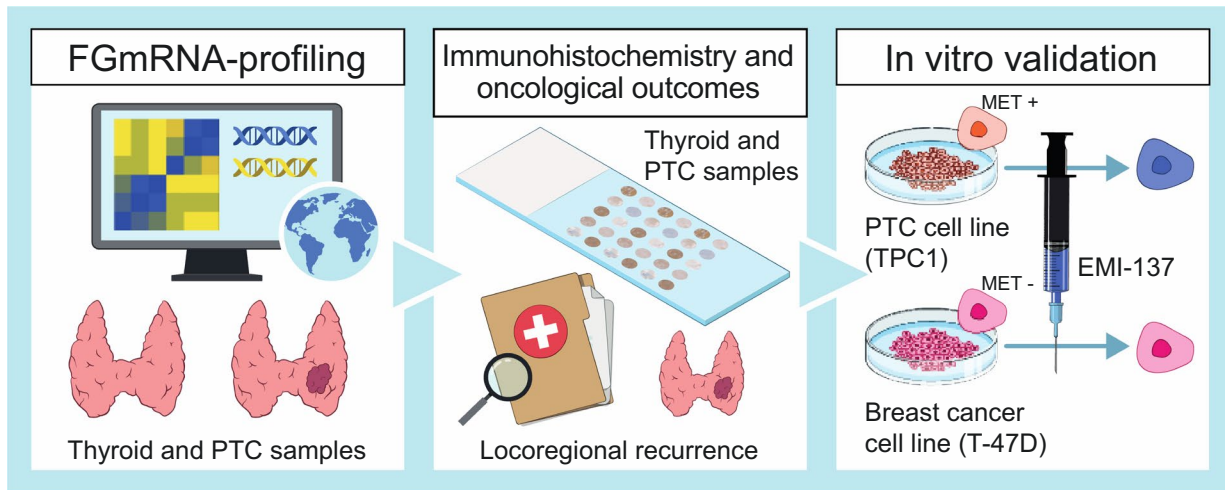 FGmRNA-profiling
Thyroid and PTC samples
Immunohistochemistry and
oncological outcomes
Thyroid and
PTC samples
Locoregional recurrence
In vitro validation
MET +
PTC cell line
(TPC1)
EMI-137
MET -
Breast cancer
cell line (T-47D)